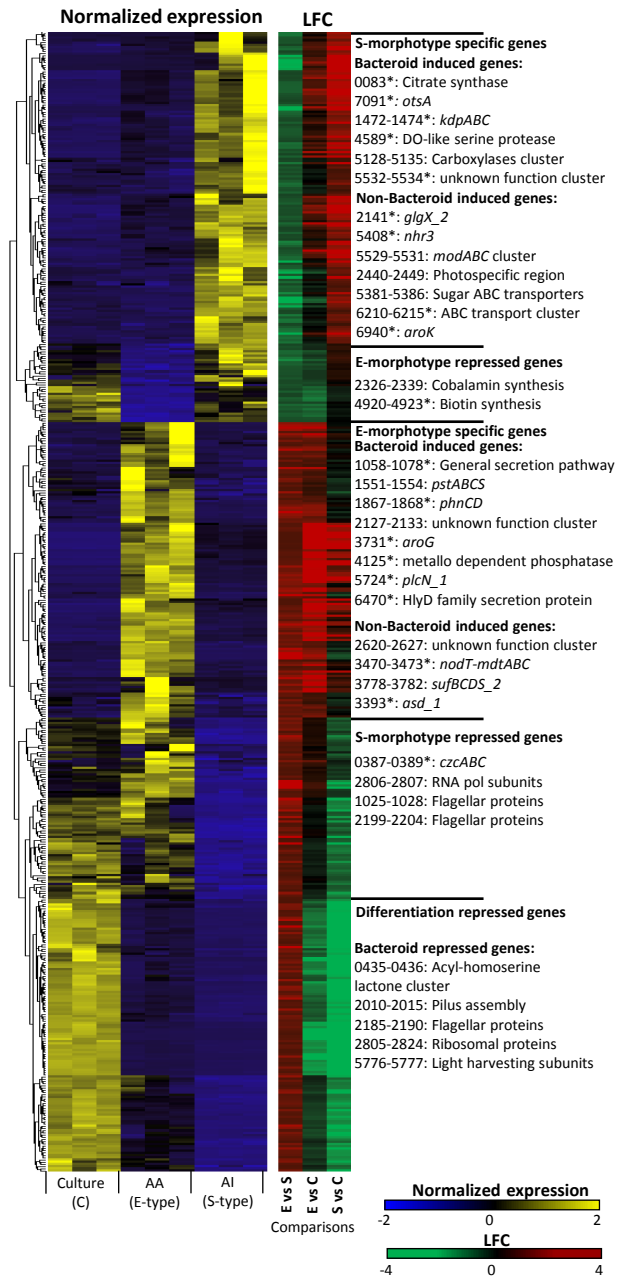 Normalized expression
LFC
S-morphotype specific genes
Bacteroid induced genes:
0083*: Citrate synthase
7091*: otsA
1472-1474*: kdpABC
4589*: DO-like serine protease
5128-5135: Carboxylases cluster
5532-5534*: unknown function cluster
Non-Bacteroid induced genes:
2141*: glgX_2
5408*: nhr3
5529-5531: modABC cluster
2440-2449: Photospecific region
5381-5386: Sugar ABC transporters
6210-6215*: ABC transport cluster
6940*: aroK
E-morphotype repressed genes
2326-2339: Cobalamin synthesis
4920-4923*: Biotin synthesis
E-morphotype specific genes
Bacteroid induced genes:
1058-1078*: General secretion pathway
1551-1554: pstABCS
1867-1868*: phnCD
2127-2133: unknown function cluster
3731*: aroG
4125*: metallo dependent phosphatase
5724*: plcN_1
6470*: HlyD family secretion protein
Non-Bacteroid induced genes:
2620-2627: unknown function cluster
3470-3473*: nodT-mdtABC
3778-3782: sufBCDS_2
3393*: asd_1
S-morphotype repressed genes
0387-0389*: czcABC
2806-2807: RNA pol subunits
1025-1028: Flagellar proteins
2199-2204: Flagellar proteins
Differentiation repressed genes
Bacteroid repressed genes:
0435-0436: Acyl-homoserine
lactone cluster
2010-2015: Pilus assembly
2185-2190: Flagellar proteins
2805-2824: Ribosomal proteins
5776-5777: Light harvesting subunits
Culture
(C)
AA
(E-type)
AI
(S-type)
E vs S
E vs C
S vs C
Comparisons
Normalized expression
-2 0 2
LFC
-4 0 4